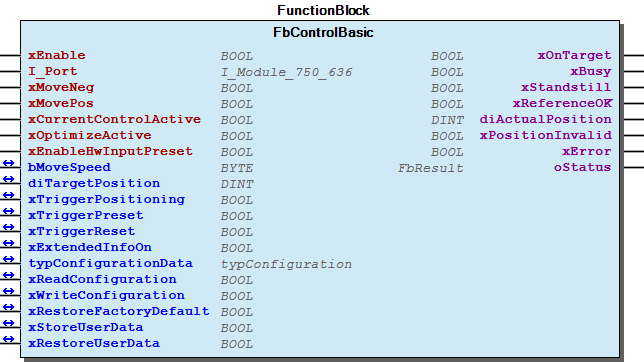 FunctionBlock
FbControlBasic
xEnable BOOL BOOL xOnTarget
I_Port I_Module_750_636 BOOL xBusy
xMoveNeg BOOL BOOL xStandstill
xMovePos BOOL BOOL xReferenceOK
xCurrentControlActive BOOL DINT diActualPosition
xOptimizeActive BOOL BOOL xPositionInvalid
xEnableHwInputPreset BOOL BOOL xError
bMoveSpeed BYTE FbResult oStatus
diTargetPosition DINT
xTriggerPositioning BOOL
xTriggerPreset BOOL
xTriggerReset BOOL
xExtendedInfoOn BOOL
typConfigurationData typConfiguration
xReadConfiguration BOOL
xWriteConfiguration BOOL
xRestoreFactoryDefault BOOL
xStoreUserData BOOL
xRestoreUserData BOOL